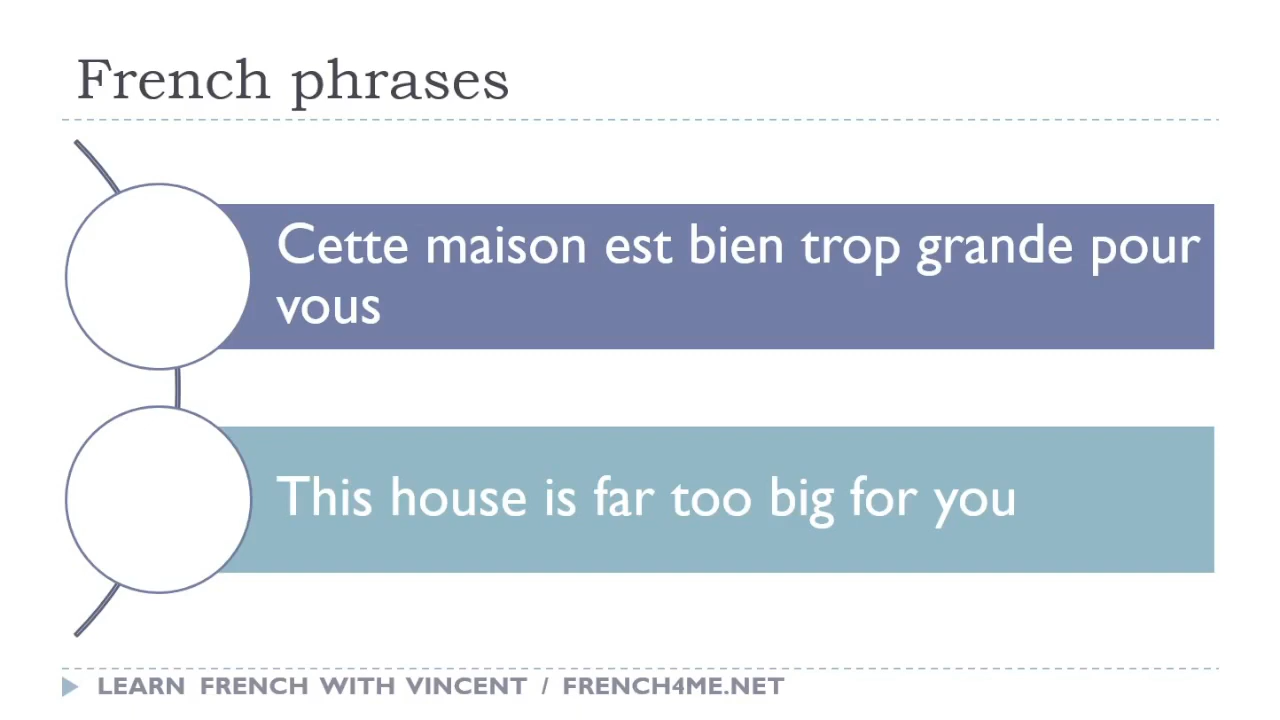 French phrases
Cette maison est bien trop grande pour
vous
This house is far too big for you
LEARN FRENCH WITH VINCENT / FRENCH4ME.NET